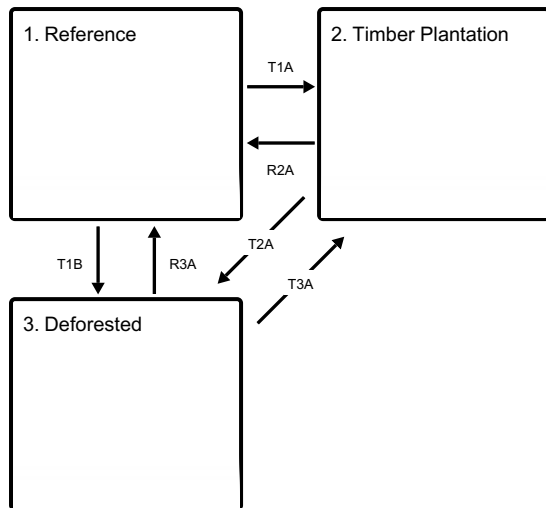 1. Reference
2. Timber Plantation
T1A
R2A
T1B
R3A
T2A
T3A
3. Deforested